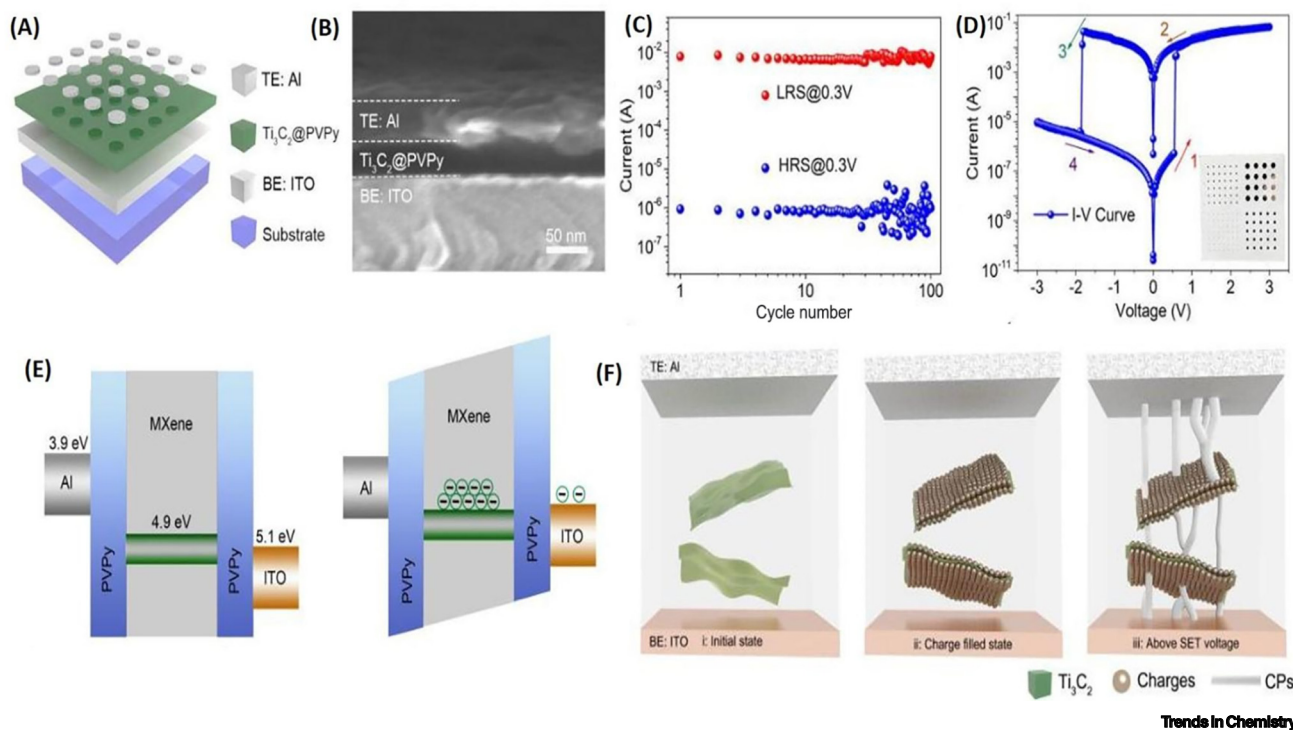 (A)
TE: Al
Ti₃C₂@PVPy
BE: ITO
Substrate
(B)
TE: Al
Ti₃C₂@PVPy
BE: ITO
50 nm
(C)
10⁻²
10⁻³
10⁻⁴
10⁻⁵
10⁻⁶
10⁻⁷
Current (A)
LRS@0.3V
HRS@0.3V
1 10 100
Cycle number
(D)
10⁻¹
10⁻³
10⁻⁵
10⁻⁷
10⁻⁹
10⁻¹¹
Current (A)
3
2
4
1
I-V Curve
-3 -2 -1 0 1 2 3
Voltage (V)
(E)
3.9 eV
Al
PVPy
MXene
4.9 eV
PVPy
5.1 eV
ITO
Al
PVPy
MXene
PVPy
ITO
(F)
TE: Al
BE: ITO i: Initial state
ii: Charge filled state
iii: Above SET voltage
Ti₃C₂ Charges CPs
Trends in Chemistry